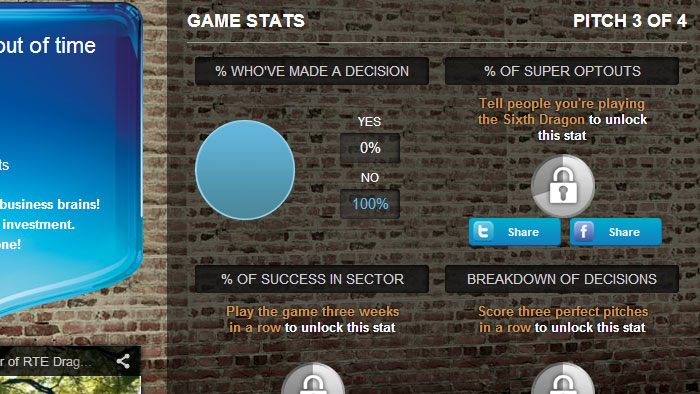 out of time
ts
business brains!
investment.
one!
r of RTE Drag...
GAME STATS
PITCH 3 OF 4
% WHO'VE MADE A DECISION
YES
0%
NO
100%
% OF SUPER OPTOUTS
Tell people you're playing
the Sixth Dragon to unlock
this stat
Share
Share
% OF SUCCESS IN SECTOR
Play the game three weeks
in a row to unlock this stat
BREAKDOWN OF DECISIONS
Score three perfect pitches
in a row to unlock this stat